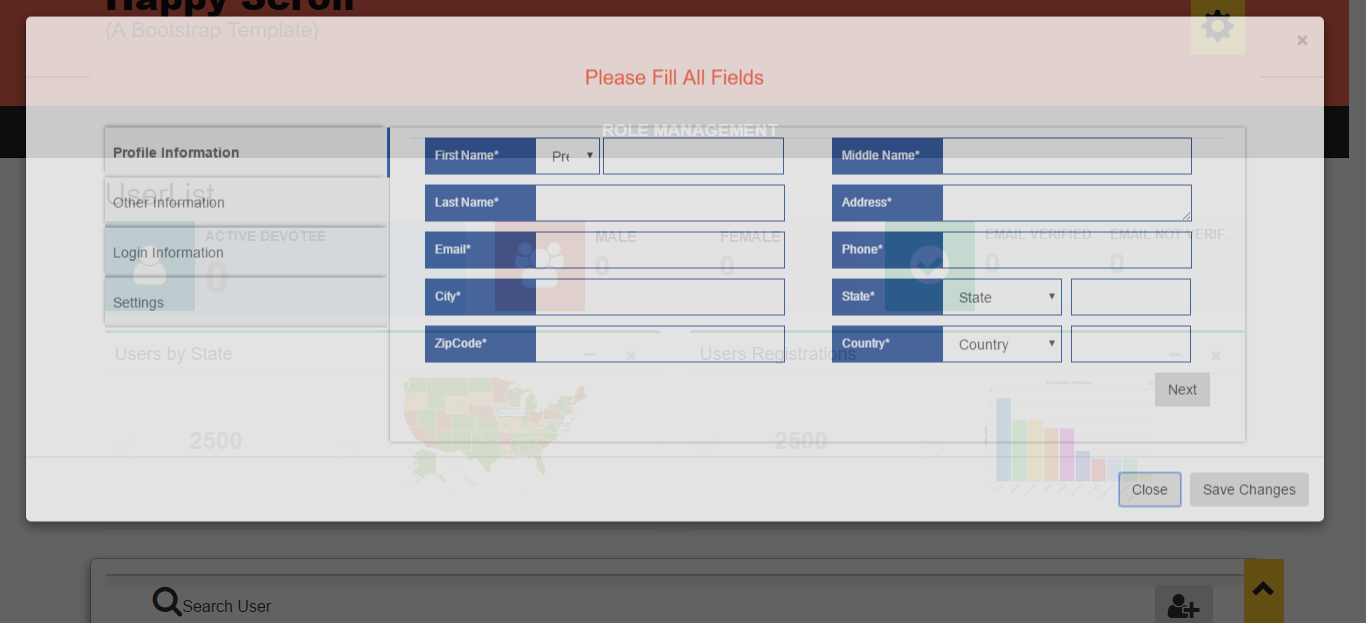 Happy Scroll
{A Bootstrap Template}
×
Please Fill All Fields
ROLE MANAGEMENT
Profile Information
First Name*
Middle Name*
UserList
Other Information
Last Name*
Address*
ACTIVE DEVOTEE
MALE
FEMALE
EMAIL VERIFIED
EMAIL NOT VERIF...
Login Information
Email*
Phone*
0
0
0
0
0
Settings
City*
State*
State
ZipCode*
Country*
Country
Users by State
Users Registrations
Next
2500
2500
Close
Save Changes
Search User